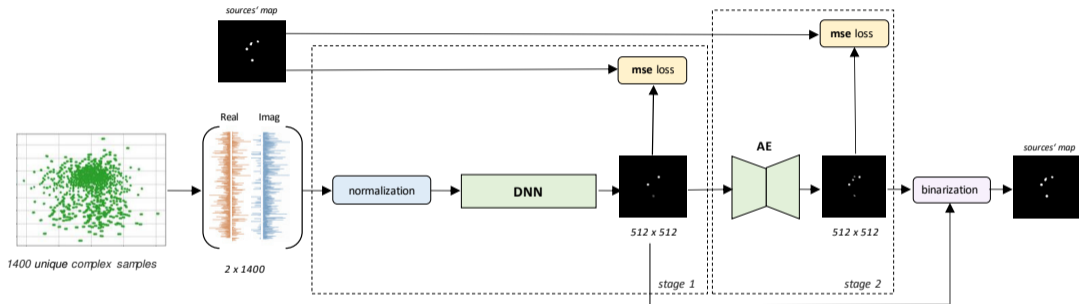 sources' map
mse loss
mse loss
Real
Imag
AE
sources' map
normalization
DNN
binarization
512 x 512
512 x 512
1400 unique complex samples
2 x 1400
stage 1
stage 2